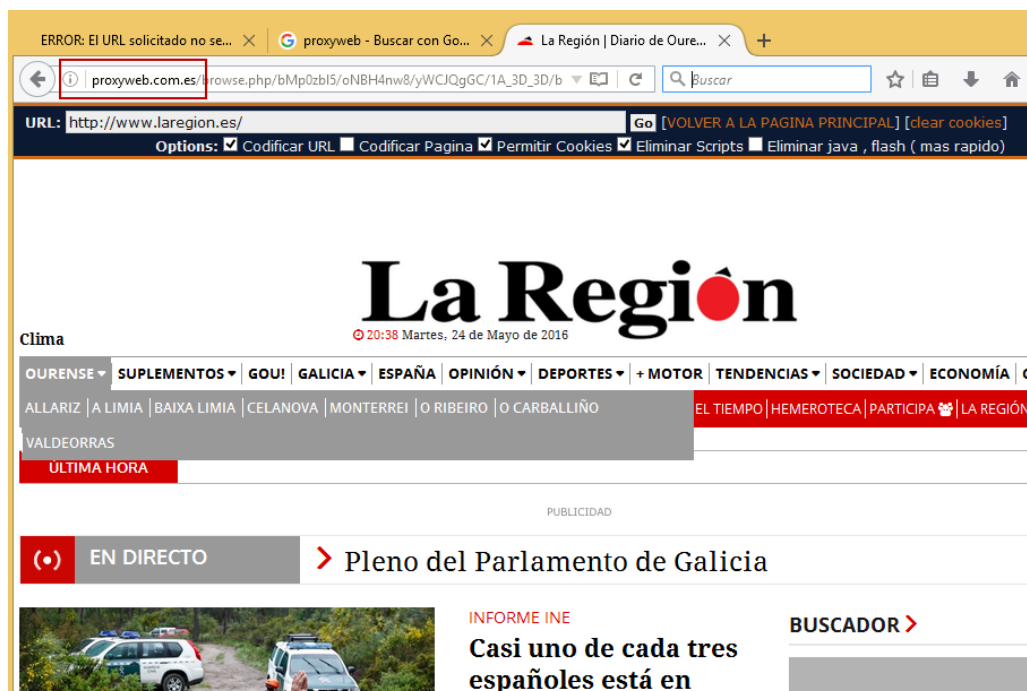 ERROR: El URL solicitado no se... proxyweb - Buscar con Go... La Región | Diario de Oure...
proxyweb.com.es/browse.php/bMp0zbI5/oNBH4nw8/yWCJQgGC/1A_3D_3D/b Buscar
URL: http://www.laregion.es/ Go [VOLVER A LA PAGINA PRINCIPAL] [clear cookies]
Options: Codificar URL Codificar Pagina Permitir Cookies Eliminar Scripts Eliminar java , flash ( mas rapido)
La Región
Clima
20:38 Martes, 24 de Mayo de 2016
OURENSE SUPLEMENTOS GOU! GALICIA ESPAÑA OPINIÓN DEPORTES + MOTOR TENDENCIAS SOCIEDAD ECONOMÍA
ALLARIZ | A LIMIA | BAIXA LIMIA | CELANOVA | MONTERREI | O RIBEIRO | O CARBALLIÑO EL TIEMPO | HEMEROTECA | PARTICIPA | LA REGIÓN
VALDEORRAS
ÚLTIMA HORA
PUBLICIDAD
EN DIRECTO Pleno del Parlamento de Galicia
INFORME INE
Casi uno de cada tres
españoles está en
BUSCADOR